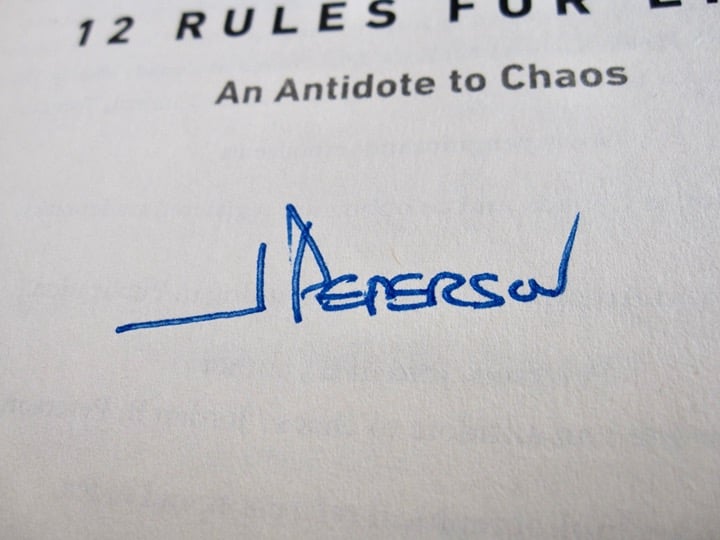 12 RULES FOR
An Antidote to Chaos
J PETERSON